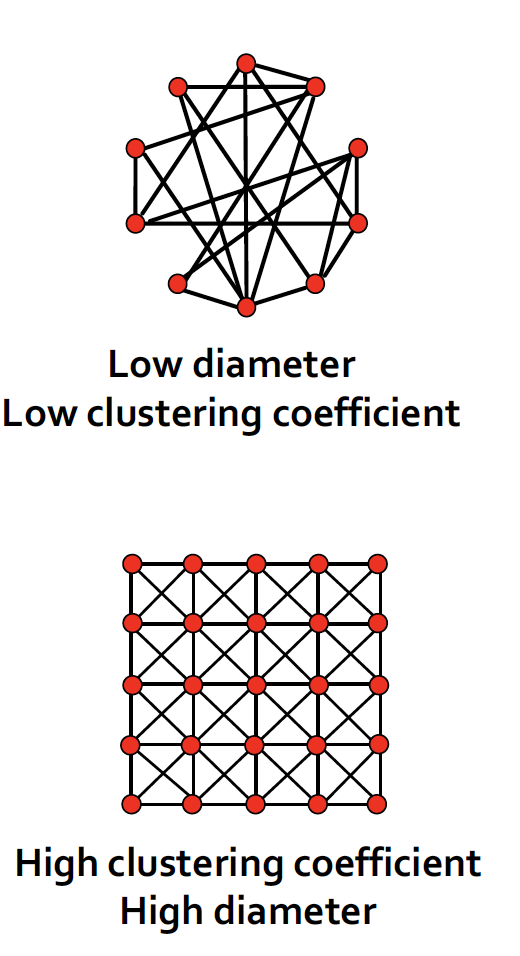 Low diameter
Low clustering coefficient
High clustering coefficient
High diameter